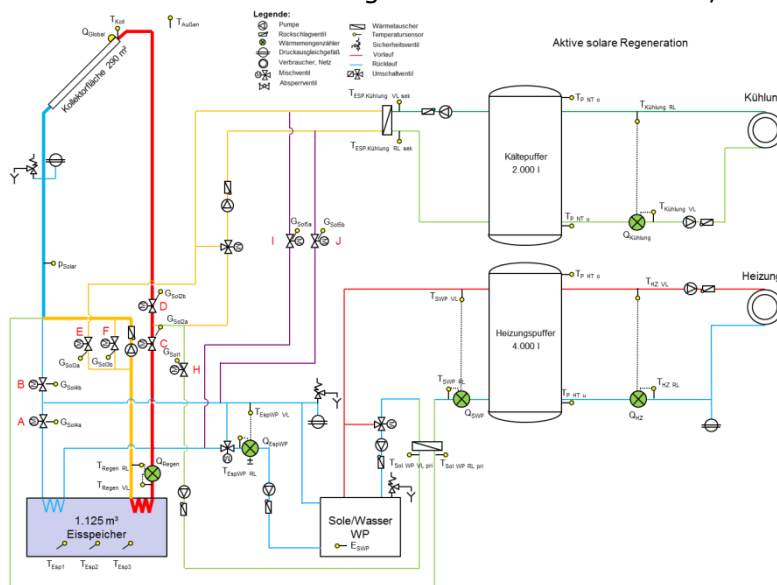 Legende:
Pumpe
Rückschlagventil
Wärmemengenzähler
Druckausgleichgefäß
Verbraucher, Netz
Mischventil
Absperrventil
Wärmetauscher
Temperatursensor
Sicherheitsventil
Vorlauf
Rücklauf
Umschaltventil
Aktive solare Regeneration
TKoll
TAußen
QGlobal
Kollektorfläche 290 m²
TESP.Kühlung VL sek
TESP.Kühlung RL sek
TP NT o
TKühlung RL
Kühlun
Kältepuffer
2.000 l
TKühlung VL
TP NT u
QKühlung
GSol5a
GSol5b
I
J
pSolar
GSol2b
D
GSol2a
C
E
F
GSol3a
GSol3b
GSol1
H
TSWP VL
TP HT o
THZ VL
Heizung
Heizungspuffer
4.000 l
B
GSol4b
A
GSol4a
TSWP RL
QSWP
TP HT u
THZ RL
QHZ
TEspWP VL
QEspWP
TEspWP RL
TSol WP VL pri
TSol WP RL pri
TRegen RL
QRegen
TRegen VL
1.125 m³
Eisspeicher
TEsp1
TEsp2
TEsp3
Sole/Wasser
WP
ESWP